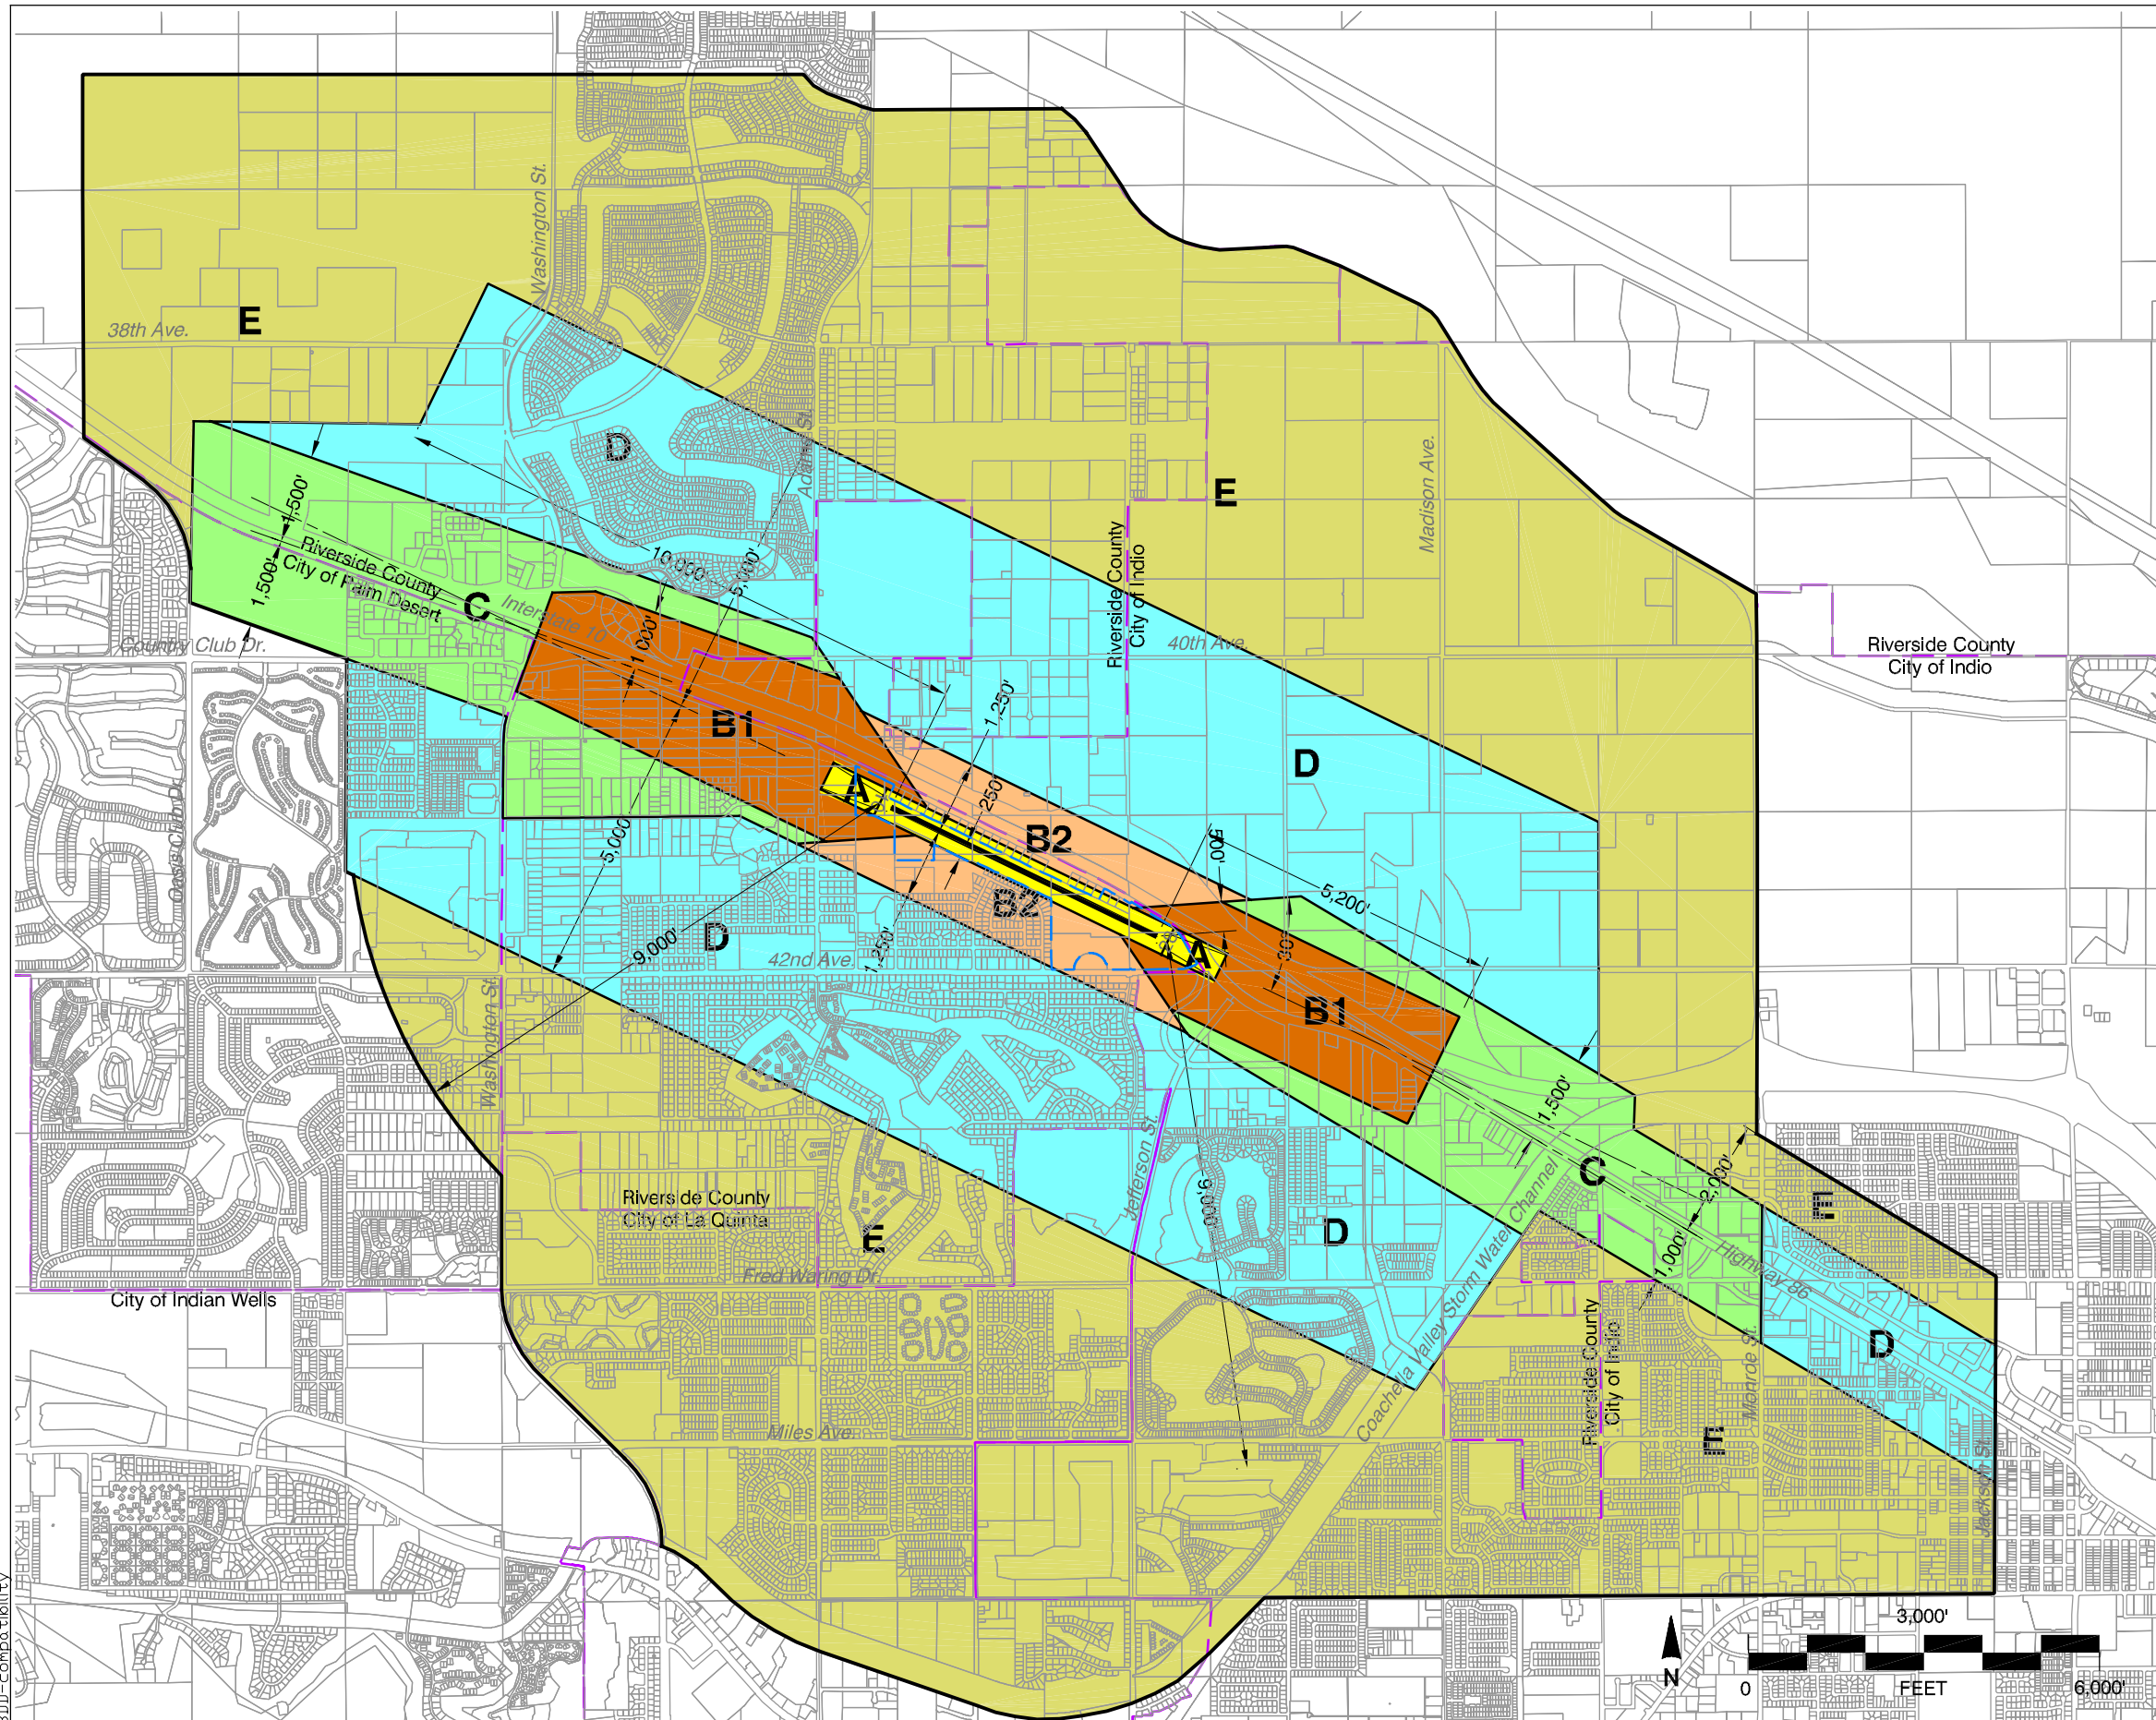 Washington St.
E
38th Ave.
D
Adams St.
E
Madison Ave.
1,500'
Riverside County
City of Palm Desert
1,500'
C
Interstate 10
10,000'
5,000'
Riverside County
City of Indio
Country Club Dr.
1,000'
40th Ave.
Riverside County
City of Indio
B1
1,250'
D
A
250'
B2
500'
5,000'
Oasis Club Dr.
B2
5,200'
D
9,000'
1,250'
42nd Ave.
A
30°
B1
Washington St.
1,500'
Jefferson St.
C
2,000'
E
Riverside County
City of La Quinta
9,000'
E
D
Channel
1,000'
Highway 86
Fred Waring Dr.
City of Indian Wells
Coachella Valley Storm Water
Riverside County
City of Indio
Monroe St.
D
Miles Ave.
E
Jackson St.
3,000'
N
0
FEET
6,000'